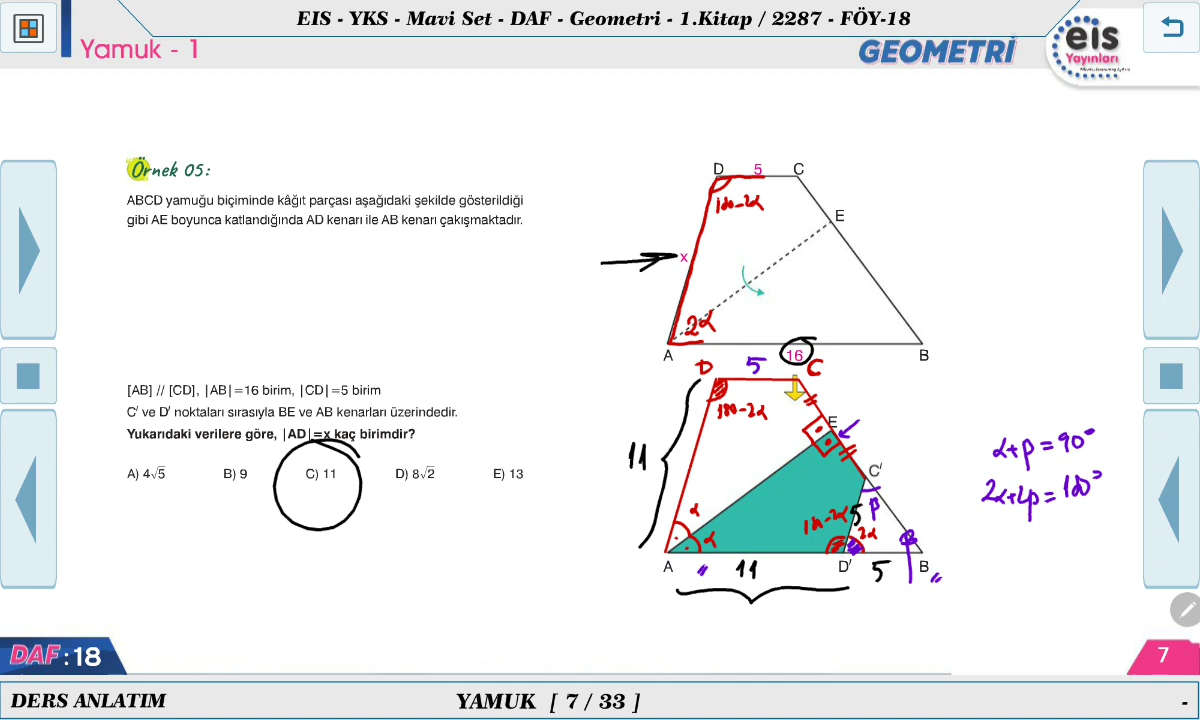 EIS - YKS - Mavi Set - DAF - Geometri - 1.Kitap / 2287 - FÖY-18
Yamuk - 1
GEOMETRİ
eis
Yayınları
Örnek 05:
ABCD yamuğu biçiminde kâğıt parçası aşağıdaki şekilde gösterildiği
gibi AE boyunca katlandığında AD kenarı ile AB kenarı çakışmaktadır.
D 5 C
180-2α
E
x
2α
A 16 B
[AB] // [CD], |AB|=16 birim, |CD|=5 birim
C' ve D' noktaları sırasıyla BE ve AB kenarları üzerindedir.
Yukarıdaki verilere göre, |AD|=x kaç birimdir?
A) 4√5 B) 9 C) 11 D) 8√2 E) 13
D 5 C
180-2α
E
11
C'
β
α
α
180-2α 5 2α
A 11 D' 5 B
α+β=90°
2α+2β=180°
DAF:18
7
DERS ANLATIM
YAMUK [ 7 / 33 ]
-